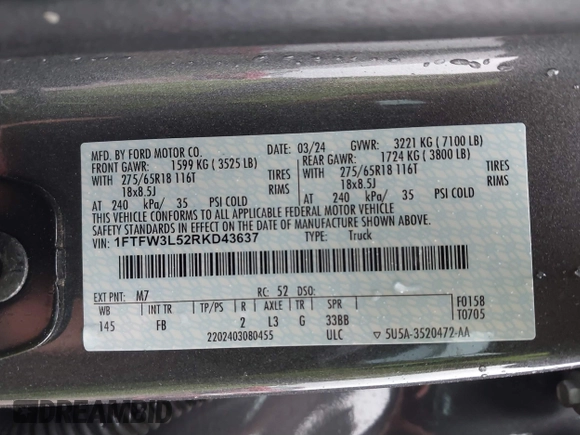 MFD. BY FORD MOTOR CO. DATE: 03/24 GVWR: 3221 KG ( 7100 LB)
FRONT GAWR: 1599 KG ( 3525 LB) REAR GAWR: 1724 KG ( 3800 LB)
WITH 275/65R18 116T TIRES WITH 275/65R18 116T TIRES
18x8.5J RIMS 18x8.5J RIMS
AT 240 kPa/ 35 PSI COLD AT 240 kPa/ 35 PSI COLD
THIS VEHICLE CONFORMS TO ALL APPLICABLE FEDERAL MOTOR VEHICLE
SAFETY STANDARDS IN EFFECT ON THE DATE OF MANUFACTURE SHOWN ABOVE.
VIN: 1FTFW3L52RKD43637 TYPE: Truck
EXT PNT: M7 RC: 52 DSO:
WB INT TR TP/PS R AXLE TR SPR F0158
145 FB 2 L3 G 33BB T0705
2202403080455 ULC 5U5A-3520472-AA
DREAMBID